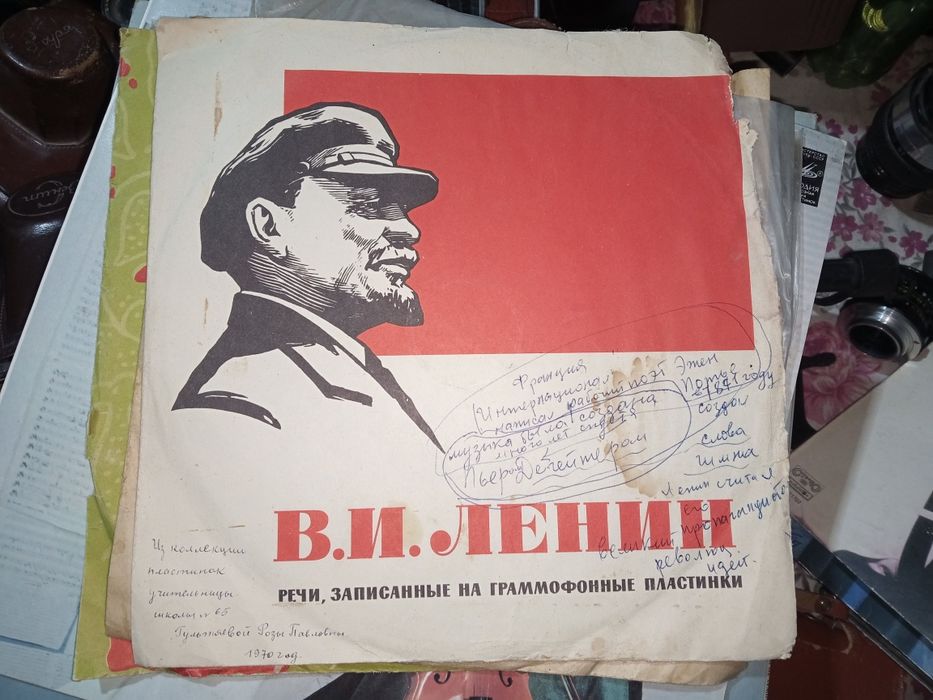 Франция
Интернационал
написал рабочий поэт Эжен Потье
в 1871 году
создал
музыка была создана
много лет спустя
Пьером Дегейтером
слова
гимна
Ленин считал
его
великим пропагандистом
революц.
идей.
В.И. ЛЕНИН
РЕЧИ, ЗАПИСАННЫЕ НА ГРАММОФОННЫЕ ПЛАСТИНКИ
Из коллекции
пластинок
учительницы
школы № 65
Розы Павловны
1970 год.